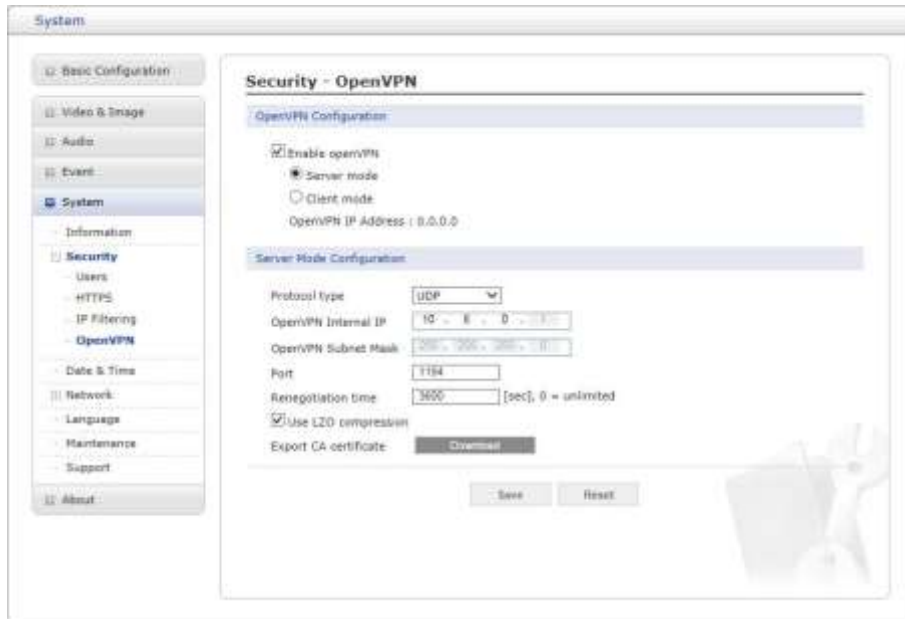 System
Basic Configuration
Video & Image
Audio
Event
System
Information
Security
Users
HTTPS
IP Filtering
OpenVPN
Date & Time
Network
Language
Maintenance
Support
About
Security - OpenVPN
OpenVPN Configuration
Enable openVPN
Server mode
Client mode
OpenVPN IP Address : 0.0.0.0
Server Mode Configuration
Protocol type UDP
OpenVPN Internal IP 10 . 8 . 0 .
OpenVPN Subnet Mask
Port 1194
Renegotiation time 3600 [sec], 0 = unlimited
Use LZO compression
Export CA certificate Download
Save Reset